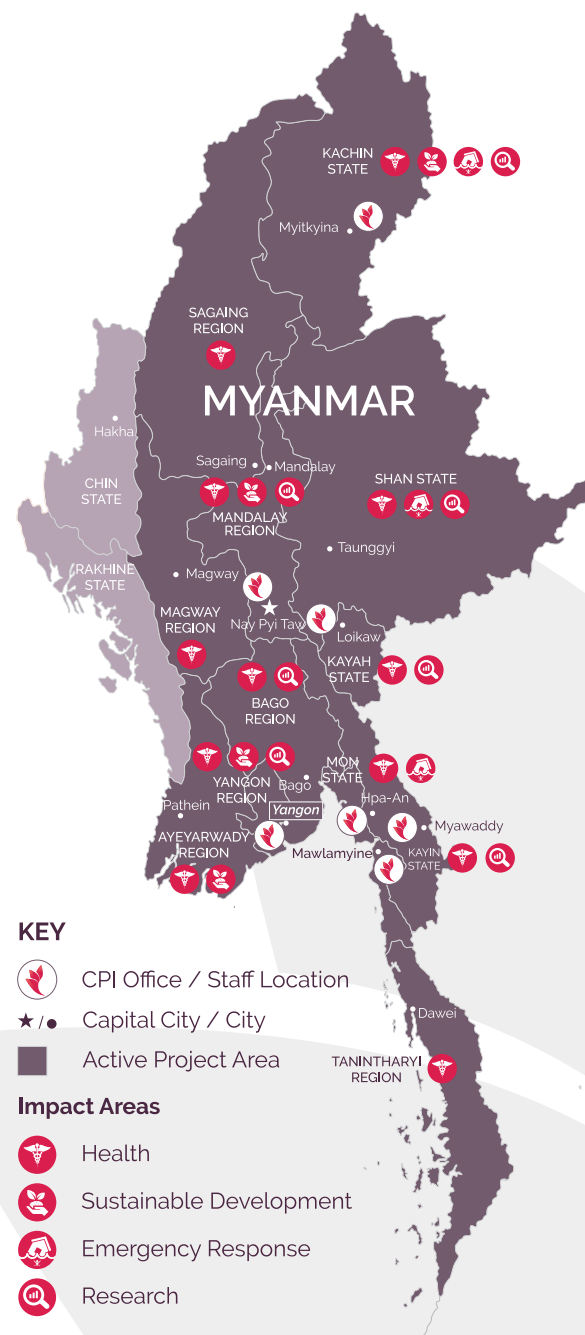 KACHIN
STATE
Myitkyina
SAGAING
REGION
MYANMAR
Hakha
Sagaing
Mandalay
CHIN
STATE
SHAN STATE
MANDALAY
REGION
Taunggyi
RAKHINE
STATE
Magway
MAGWAY
REGION
Nay Pyi Taw
Loikaw
KAYAH
STATE
BAGO
REGION
MON
STATE
YANGON
REGION
Bago
Pathein
Yangon
Hpa-An
Myawaddy
AYEYARWADY
REGION
Mawlamyine
KAYIN
STATE
KEY
CPI Office / Staff Location
★ / ● Capital City / City
Active Project Area
Dawei
TANINTHARYI
REGION
Impact Areas
Health
Sustainable Development
Emergency Response
Research